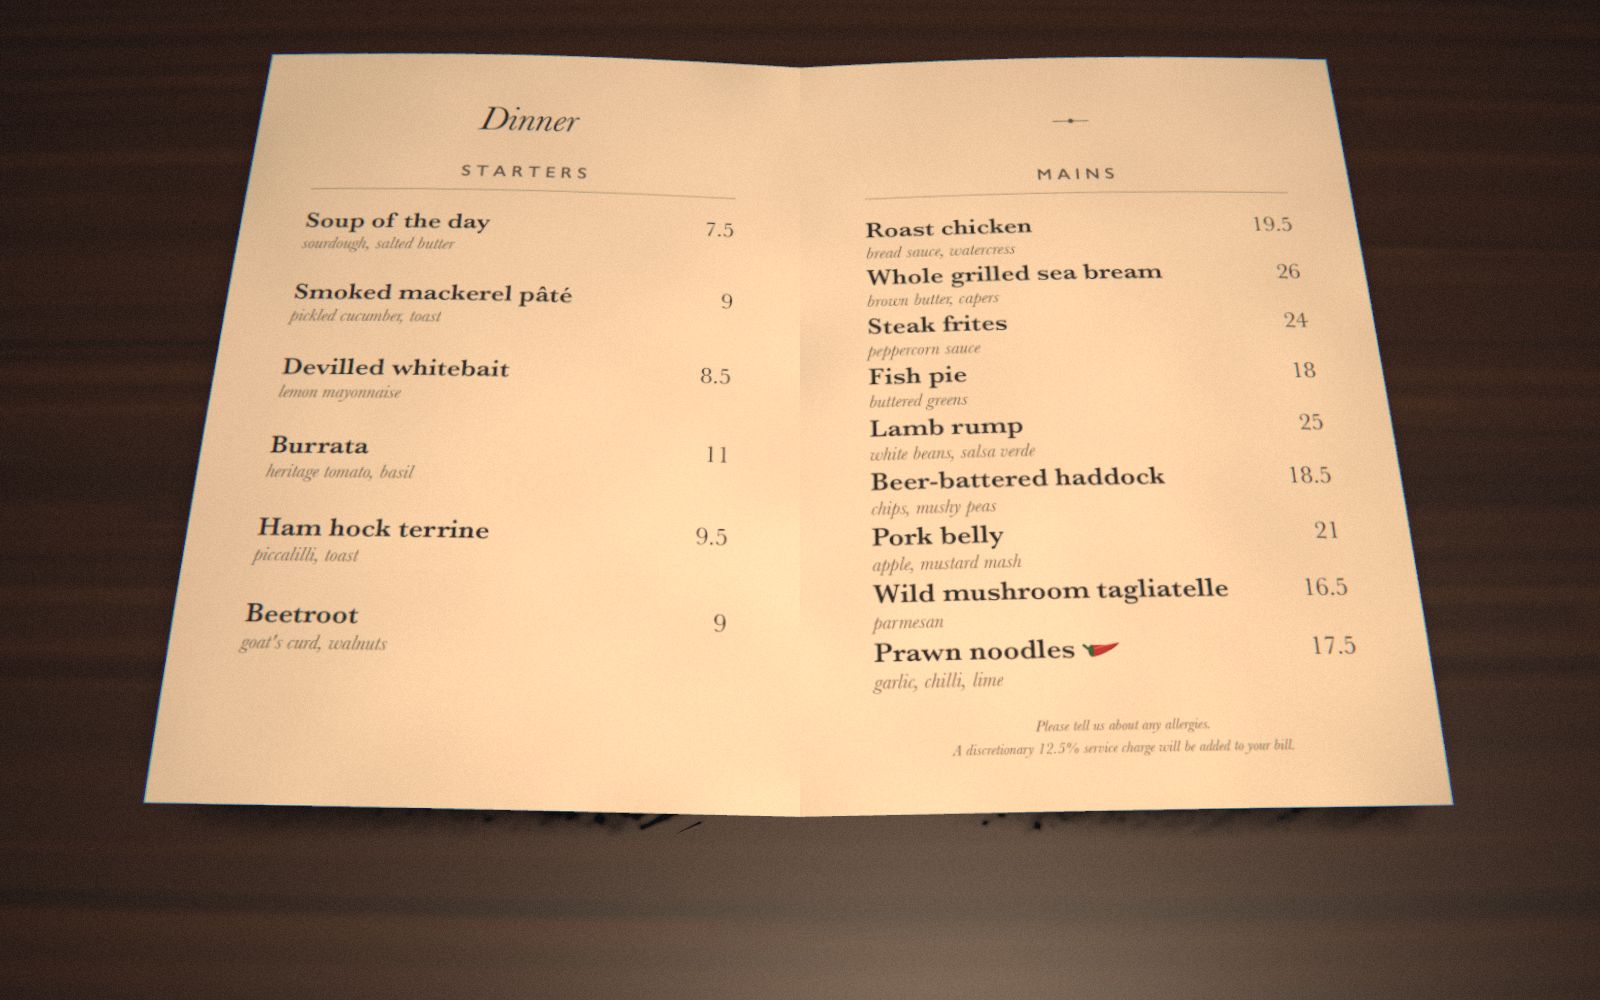 Dinner
STARTERS
Soup of the day 7.5
sourdough, salted butter
Smoked mackerel pâté 9
pickled cucumber, toast
Devilled whitebait 8.5
lemon mayonnaise
Burrata 11
heritage tomato, basil
Ham hock terrine 9.5
piccalilli, toast
Beetroot 9
goat's curd, walnuts
MAINS
Roast chicken 19.5
bread sauce, watercress
Whole grilled sea bream 26
brown butter, capers
Steak frites 24
peppercorn sauce
Fish pie 18
buttered greens
Lamb rump 25
white beans, salsa verde
Beer-battered haddock 18.5
chips, mushy peas
Pork belly 21
apple, mustard mash
Wild mushroom tagliatelle 16.5
parmesan
Prawn noodles 17.5
garlic, chilli, lime
Please tell us about any allergies.
A discretionary 12.5% service charge will be added to your bill.